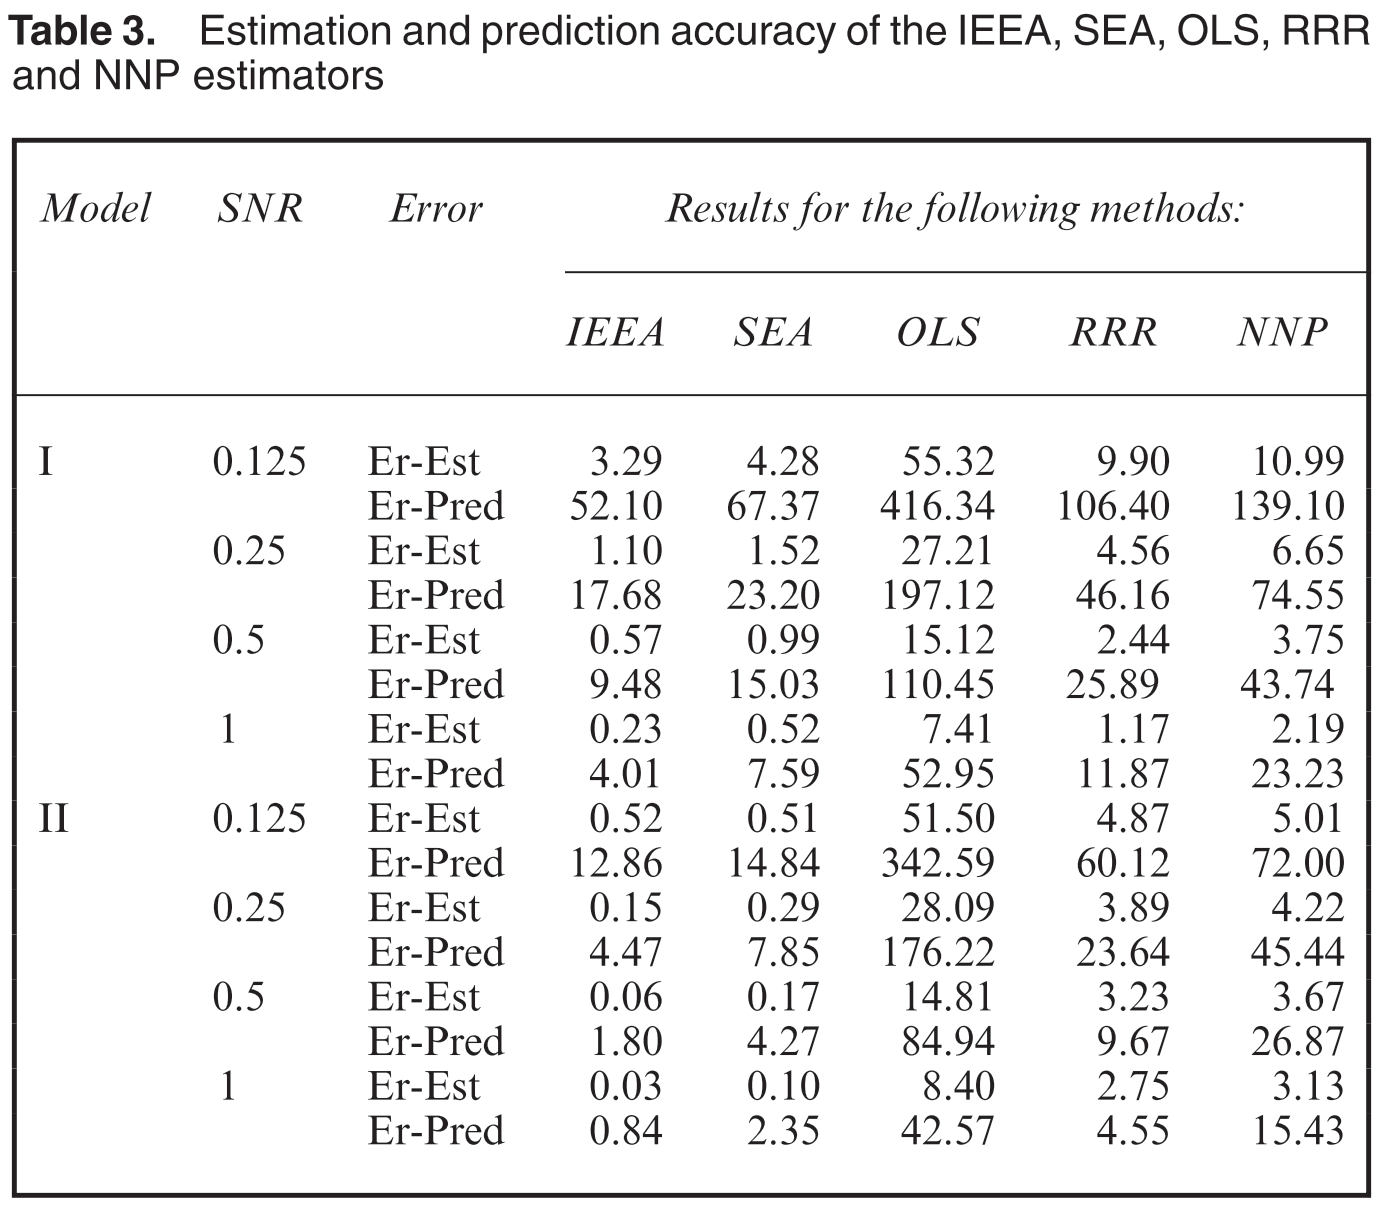 Table 3. Estimation and prediction accuracy of the IEEA, SEA, OLS, RRR
and NNP estimators
Model SNR Error Results for the following methods:
IEEA SEA OLS RRR NNP
I 0.125 Er-Est 3.29 4.28 55.32 9.90 10.99
Er-Pred 52.10 67.37 416.34 106.40 139.10
0.25 Er-Est 1.10 1.52 27.21 4.56 6.65
Er-Pred 17.68 23.20 197.12 46.16 74.55
0.5 Er-Est 0.57 0.99 15.12 2.44 3.75
Er-Pred 9.48 15.03 110.45 25.89 43.74
1 Er-Est 0.23 0.52 7.41 1.17 2.19
Er-Pred 4.01 7.59 52.95 11.87 23.23
II 0.125 Er-Est 0.52 0.51 51.50 4.87 5.01
Er-Pred 12.86 14.84 342.59 60.12 72.00
0.25 Er-Est 0.15 0.29 28.09 3.89 4.22
Er-Pred 4.47 7.85 176.22 23.64 45.44
0.5 Er-Est 0.06 0.17 14.81 3.23 3.67
Er-Pred 1.80 4.27 84.94 9.67 26.87
1 Er-Est 0.03 0.10 8.40 2.75 3.13
Er-Pred 0.84 2.35 42.57 4.55 15.43